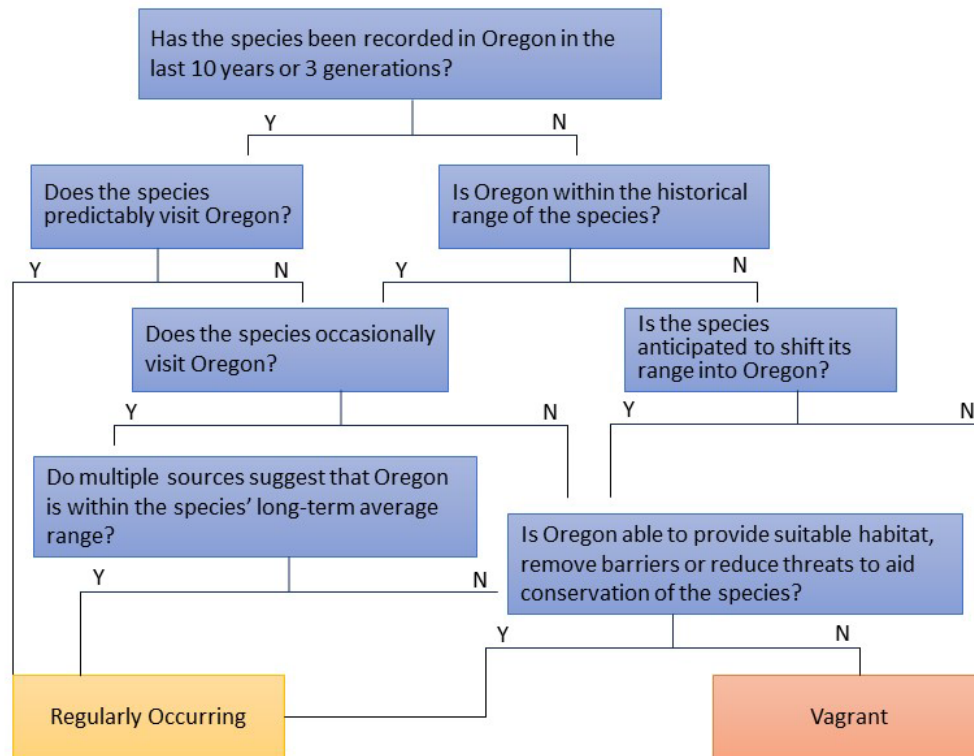 Has the species been recorded in Oregon in the
last 10 years or 3 generations?
Y
N
Does the species
predictably visit Oregon?
Is Oregon within the historical
range of the species?
Y
N
Y
N
Does the species occasionally
visit Oregon?
Is the species
anticipated to shift its
range into Oregon?
Y
N
Y
N
Do multiple sources suggest that Oregon
is within the species’ long-term average
range?
Is Oregon able to provide suitable habitat,
remove barriers or reduce threats to aid
conservation of the species?
Y
N
Y
N
Regularly Occurring
Vagrant